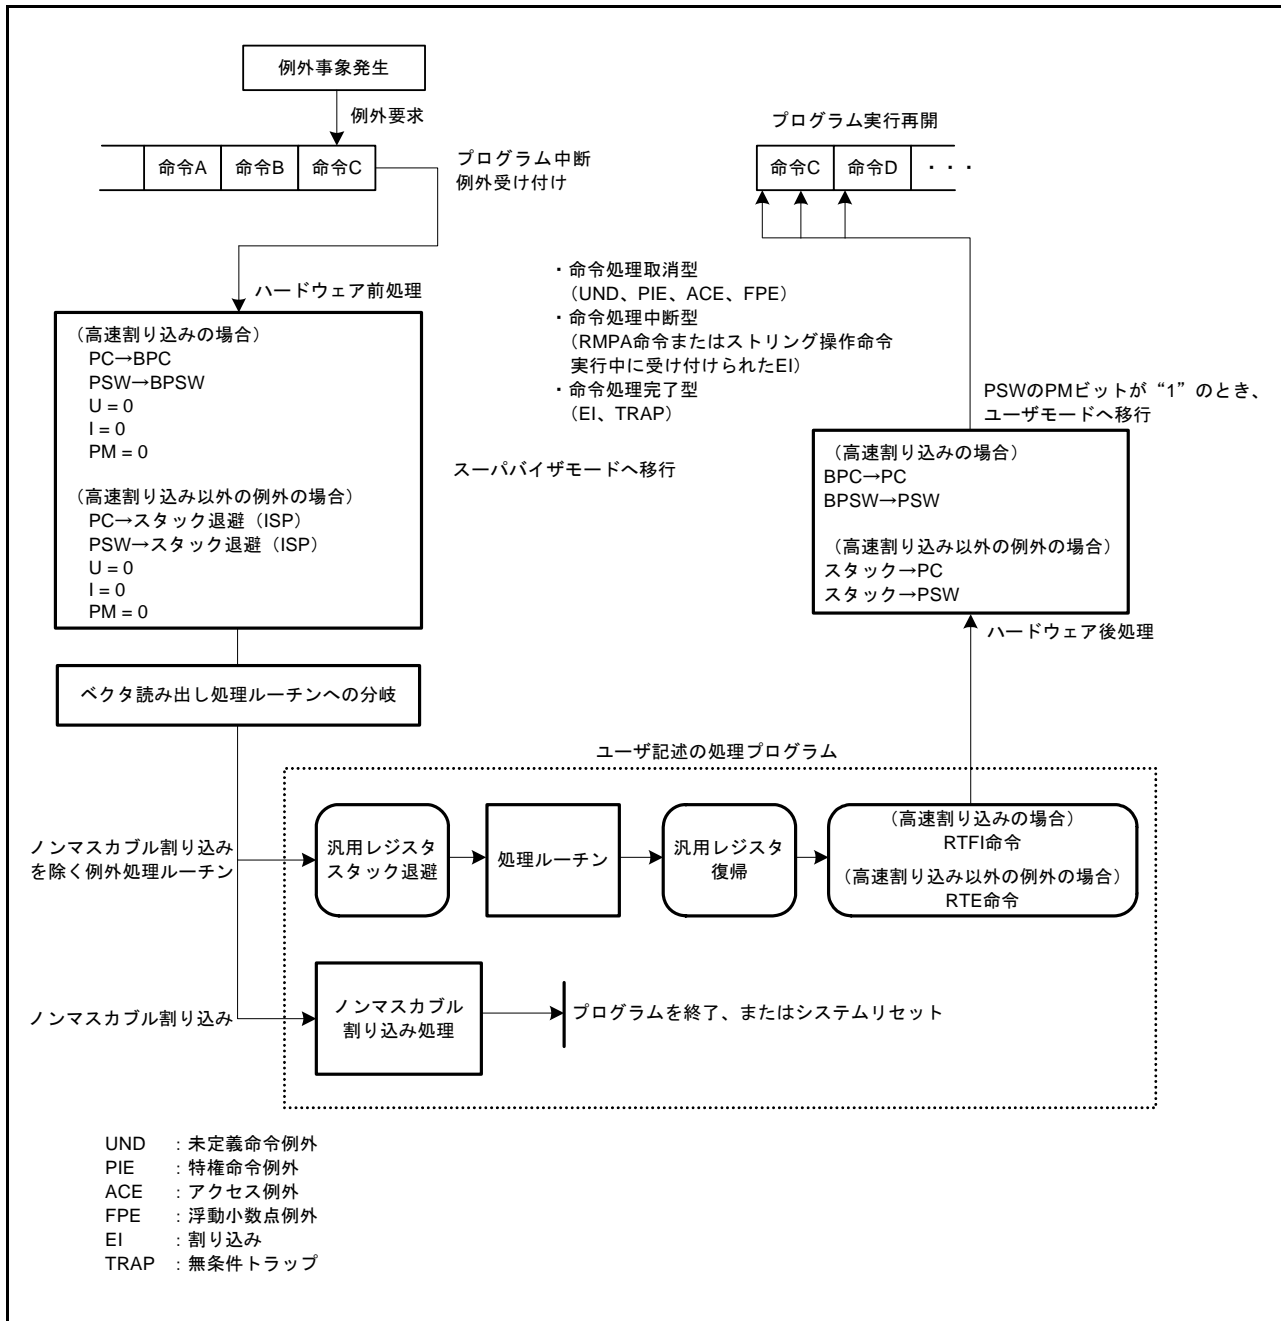 例外事象発生
例外要求
命令A 命令B 命令C
プログラム中断
例外受け付け
プログラム実行再開
命令C 命令D ・・・
ハードウェア前処理
(高速割り込みの場合)
PC→BPC
PSW→BPSW
U = 0
I = 0
PM = 0
(高速割り込み以外の例外の場合)
PC→スタック退避(ISP)
PSW→スタック退避(ISP)
U = 0
I = 0
PM = 0
スーパバイザモードへ移行
・命令処理取消型
(UND、PIE、ACE、FPE)
・命令処理中断型
(RMPA命令またはストリング操作命令
実行中に受け付けられたEI)
・命令処理完了型
(EI、TRAP)
PSWのPMビットが“1”のとき、
ユーザモードへ移行
(高速割り込みの場合)
BPC→PC
BPSW→PSW
(高速割り込み以外の例外の場合)
スタック→PC
スタック→PSW
ハードウェア後処理
ベクタ読み出し処理ルーチンへの分岐
ユーザ記述の処理プログラム
ノンマスカブル割り込み
を除く例外処理ルーチン
汎用レジスタ
スタック退避
処理ルーチン
汎用レジスタ
復帰
(高速割り込みの場合)
RTFI命令
(高速割り込み以外の例外の場合)
RTE命令
ノンマスカブル割り込み
ノンマスカブル
割り込み処理
プログラムを終了、またはシステムリセット
UND :未定義命令例外
PIE :特権命令例外
ACE :アクセス例外
FPE :浮動小数点例外
EI :割り込み
TRAP :無条件トラップ